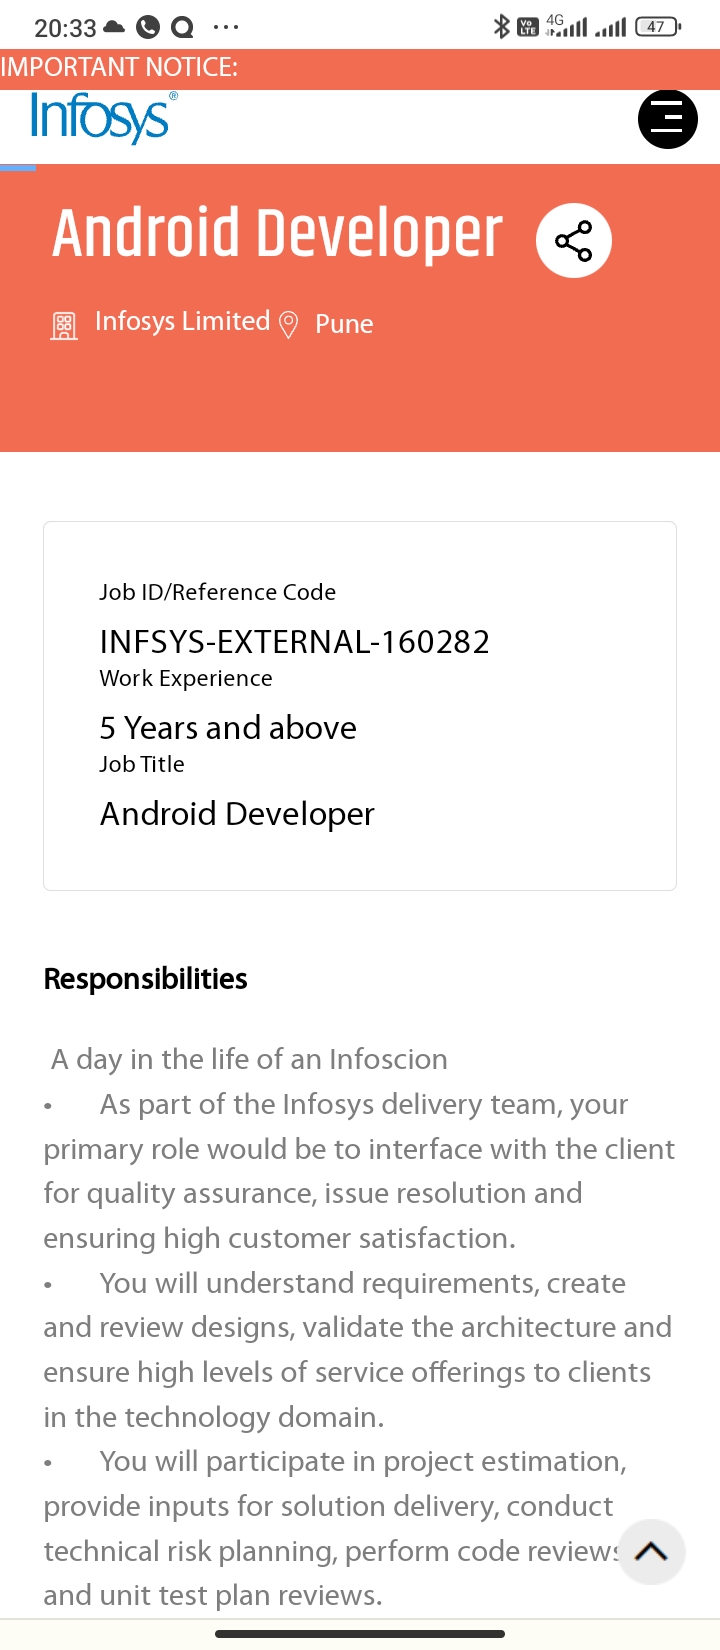 20:33
4G
Vo
LTE
47
IMPORTANT NOTICE:
Infosys®
Android Developer
Infosys Limited
Pune
Job ID/Reference Code
INFSYS-EXTERNAL-160282
Work Experience
5 Years and above
Job Title
Android Developer
Responsibilities
A day in the life of an Infoscion
• As part of the Infosys delivery team, your
primary role would be to interface with the client
for quality assurance, issue resolution and
ensuring high customer satisfaction.
• You will understand requirements, create
and review designs, validate the architecture and
ensure high levels of service offerings to clients
in the technology domain.
• You will participate in project estimation,
provide inputs for solution delivery, conduct
technical risk planning, perform code reviews
and unit test plan reviews.